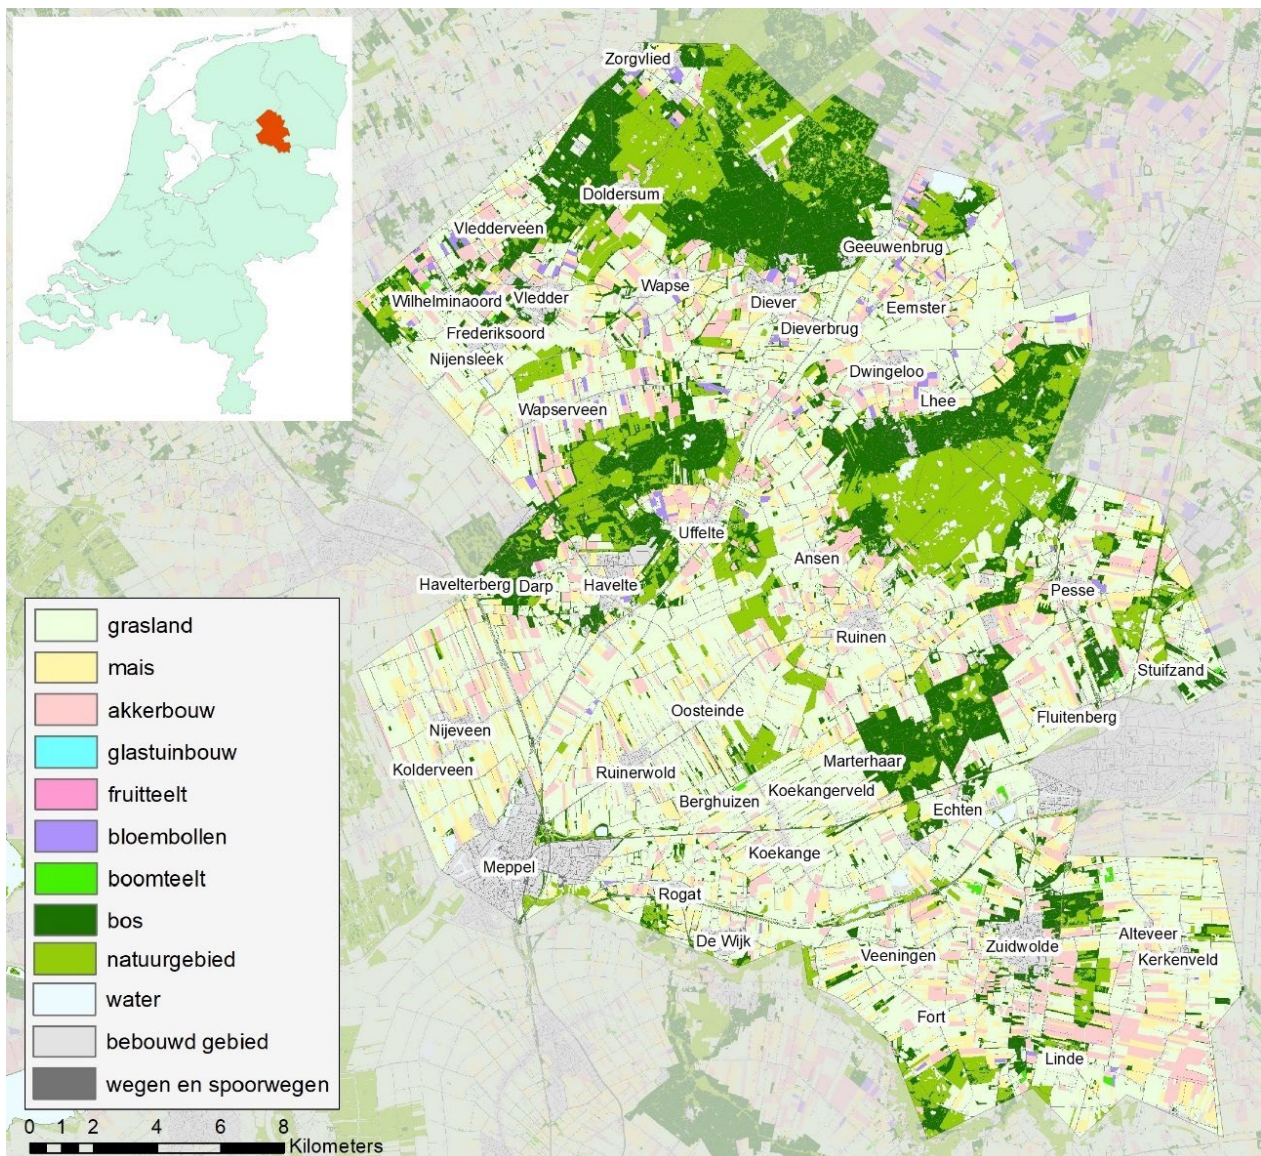 Zorgvlied
Doldersum
Vledderveen
Geeuwenbrug
Wilhelminaoord
Vledder
Wapse
Diever
Eemster
Frederiksoord
Dieverbrug
Nijensleek
Dwingeloo
Lhee
Wapserveen
Uffelte
Ansen
Havelterberg
Darp
Havelte
Pesse
Ruinen
Stuifzand
Oosteinde
Fluitenberg
Nijeveen
Kolderveen
Ruinerwold
Marterhaar
Berghuizen
Koekangerveld
Echten
Koekange
Meppel
Rogat
De Wijk
Veeningen
Zuidwolde
Alteveer
Kerkenveld
Fort
Linde
grasland
mais
akkerbouw
glastuinbouw
fruitteelt
bloembollen
boomteelt
bos
natuurgebied
water
bebouwd gebied
wegen en spoorwegen
0 1 2 4 6 8
Kilometers